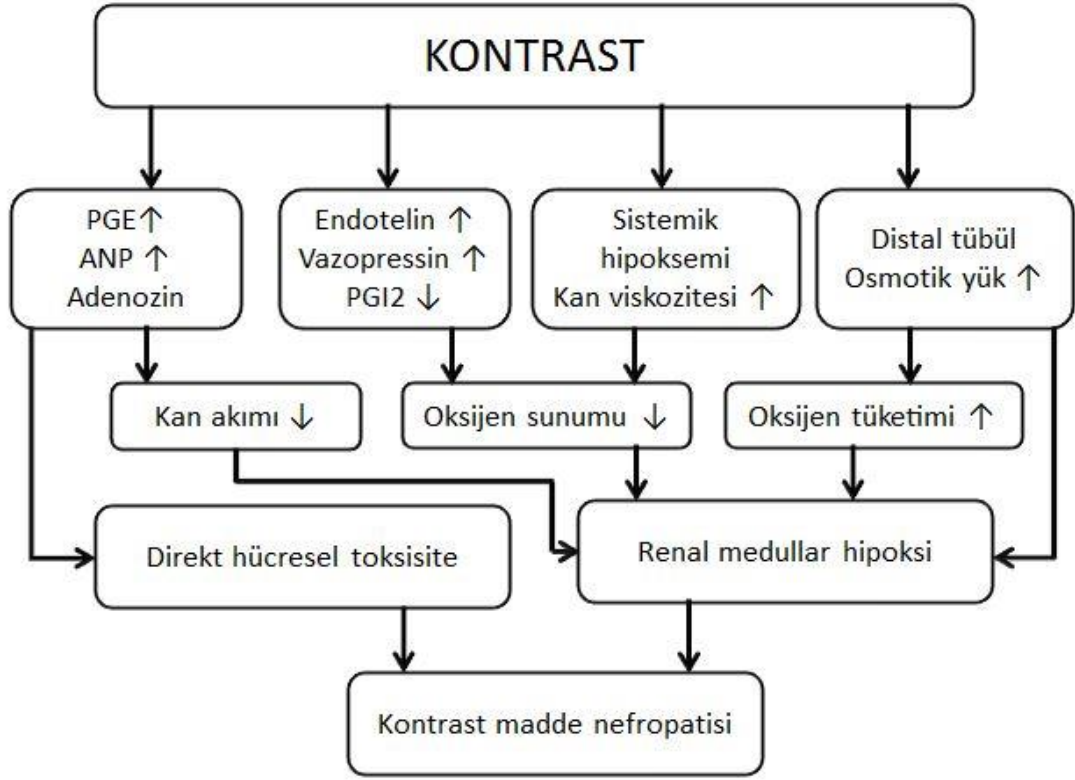 KONTRAST
PGE↑
ANP ↑
Adenozin
Endotelin ↑
Vazopressin ↑
PGI2 ↓
Sistemik
hipoksemi
Kan viskozitesi ↑
Distal tübül
Osmotik yük ↑
Kan akımı ↓
Oksijen sunumu ↓
Oksijen tüketimi ↑
Direkt hücresel toksisite
Renal medullar hipoksi
Kontrast madde nefropatisi